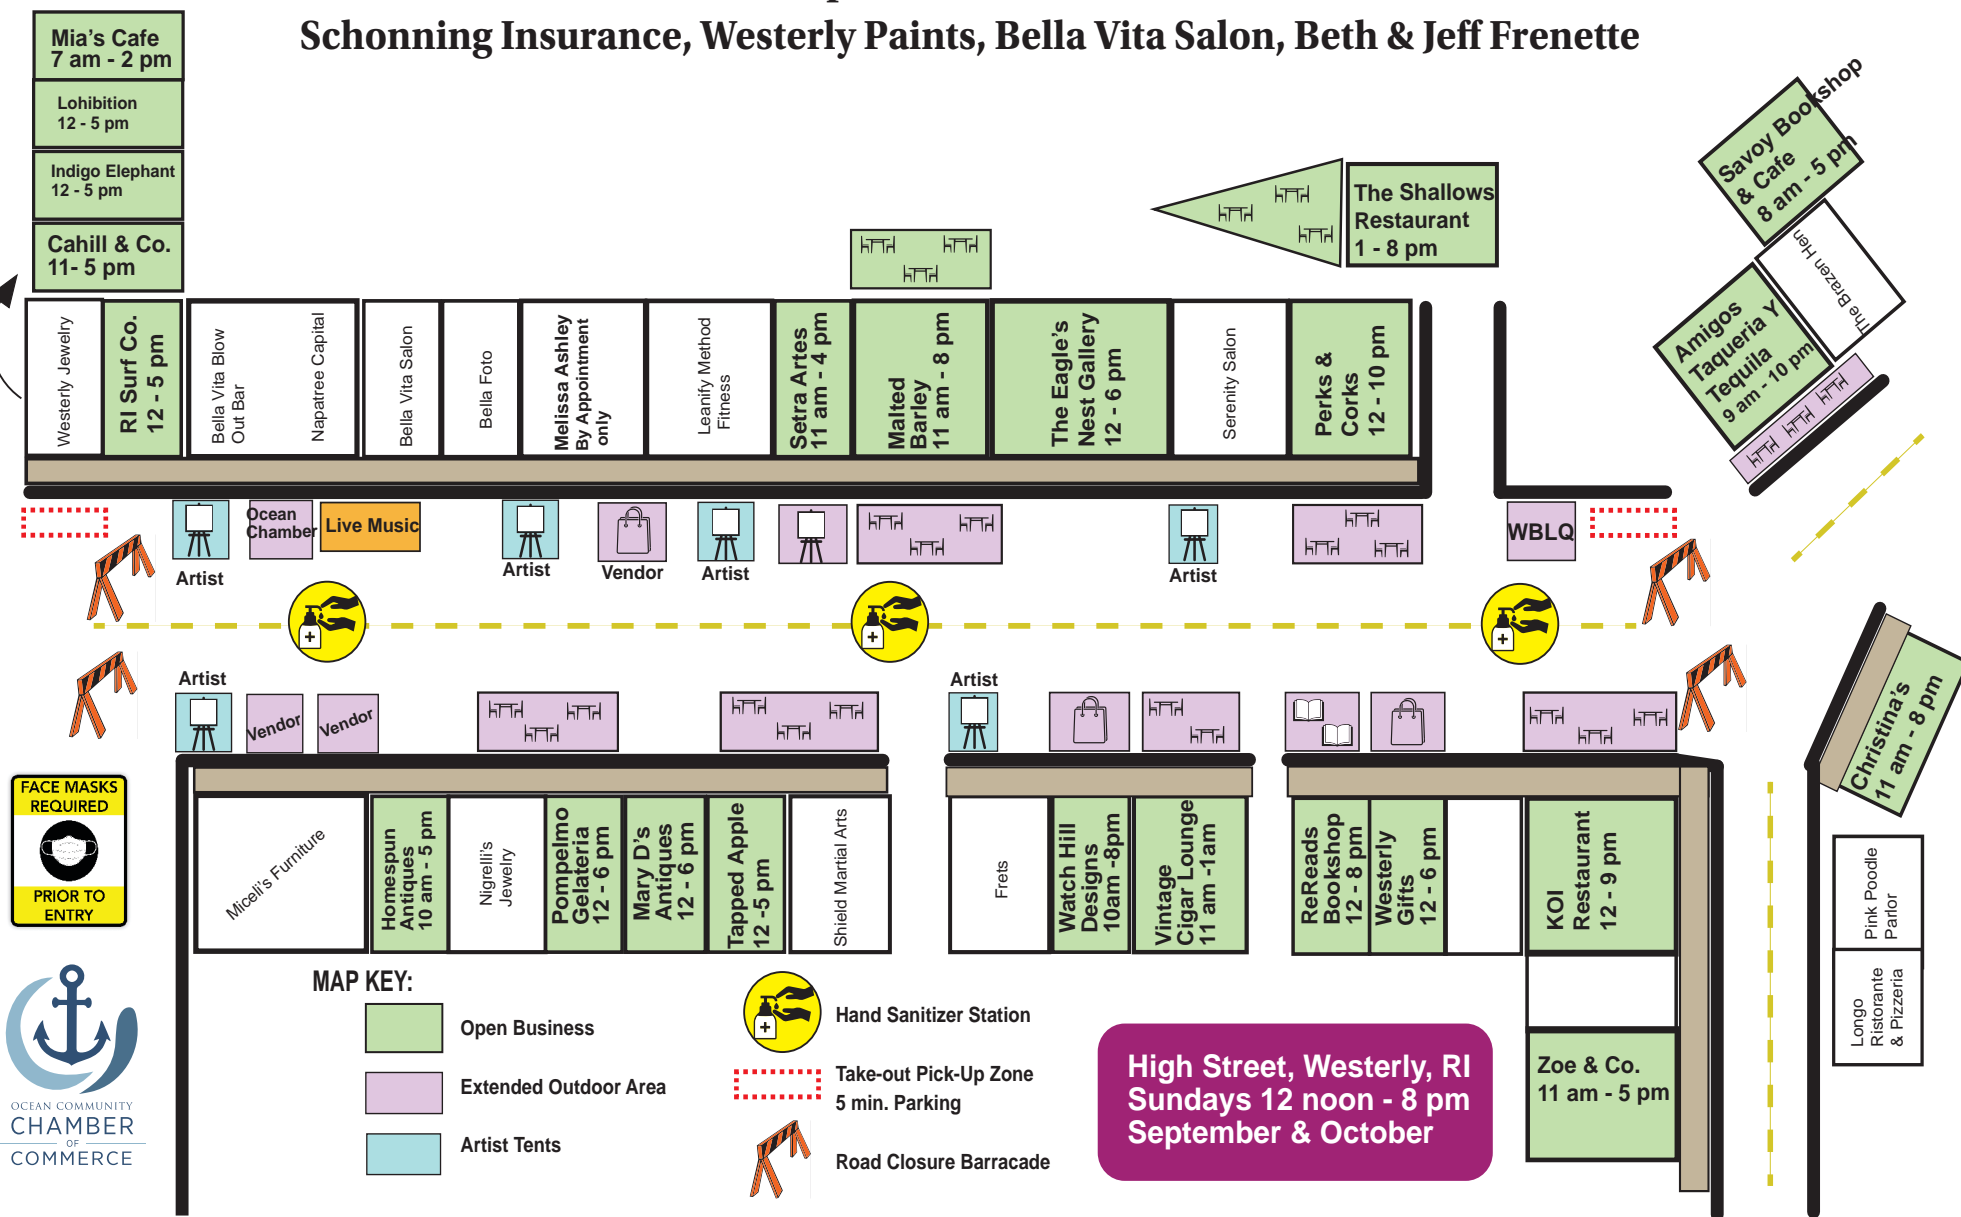 Schonning Insurance, Westerly Paints, Bella Vita Salon, Beth & Jeff Frenette
Mia's Cafe
7 am - 2 pm
Lohibition
12 - 5 pm
Indigo Elephant
12 - 5 pm
Cahill & Co.
11- 5 pm
The Shallows
Restaurant
1 - 8 pm
Savoy Bookshop
& Cafe
8 am - 5 pm
The Brazen Hen
Amigos
Taqueria Y
Tequila
9 am - 10 pm
Westerly Jewelry
RI Surf Co.
12 - 5 pm
Bella Vita Blow
Out Bar
Napatree Capital
Bella Vita Salon
Bella Foto
Melissa Ashley
By Appointment
only
Leanify Method
Fitness
Setra Artes
11 am - 4 pm
Malted
Barley
11 am - 8 pm
The Eagle's
Nest Gallery
12 - 6 pm
Serenity Salon
Perks &
Corks
12 - 10 pm
Artist
Ocean
Chamber
Live Music
Artist
Vendor
Artist
Artist
WBLQ
Artist
Vendor
Vendor
Artist
Christina's
11 am - 8 pm
FACE MASKS
REQUIRED
PRIOR TO
ENTRY
Miceli's Furniture
Homespun
Antiques
10 am - 5 pm
Nigrelli's
Jewelry
Pompelmo
Gelateria
12 - 6 pm
Mary D's
Antiques
12 - 6 pm
Tapped Apple
12 -5 pm
Shield Martial Arts
Frets
Watch Hill
Designs
10am -8pm
Vintage
Cigar Lounge
11 am -1am
ReReads
Bookshop
12 - 8 pm
Westerly
Gifts
12 - 6 pm
KOI
Restaurant
12 - 9 pm
Pink Poodle
Parlor
Longo
Ristorante
& Pizzeria
Zoe & Co.
11 am - 5 pm
MAP KEY:
Open Business
Extended Outdoor Area
Artist Tents
Hand Sanitizer Station
Take-out Pick-Up Zone
5 min. Parking
Road Closure Barracade
High Street, Westerly, RI
Sundays 12 noon - 8 pm
September & October
OCEAN COMMUNITY
CHAMBER
OF
COMMERCE